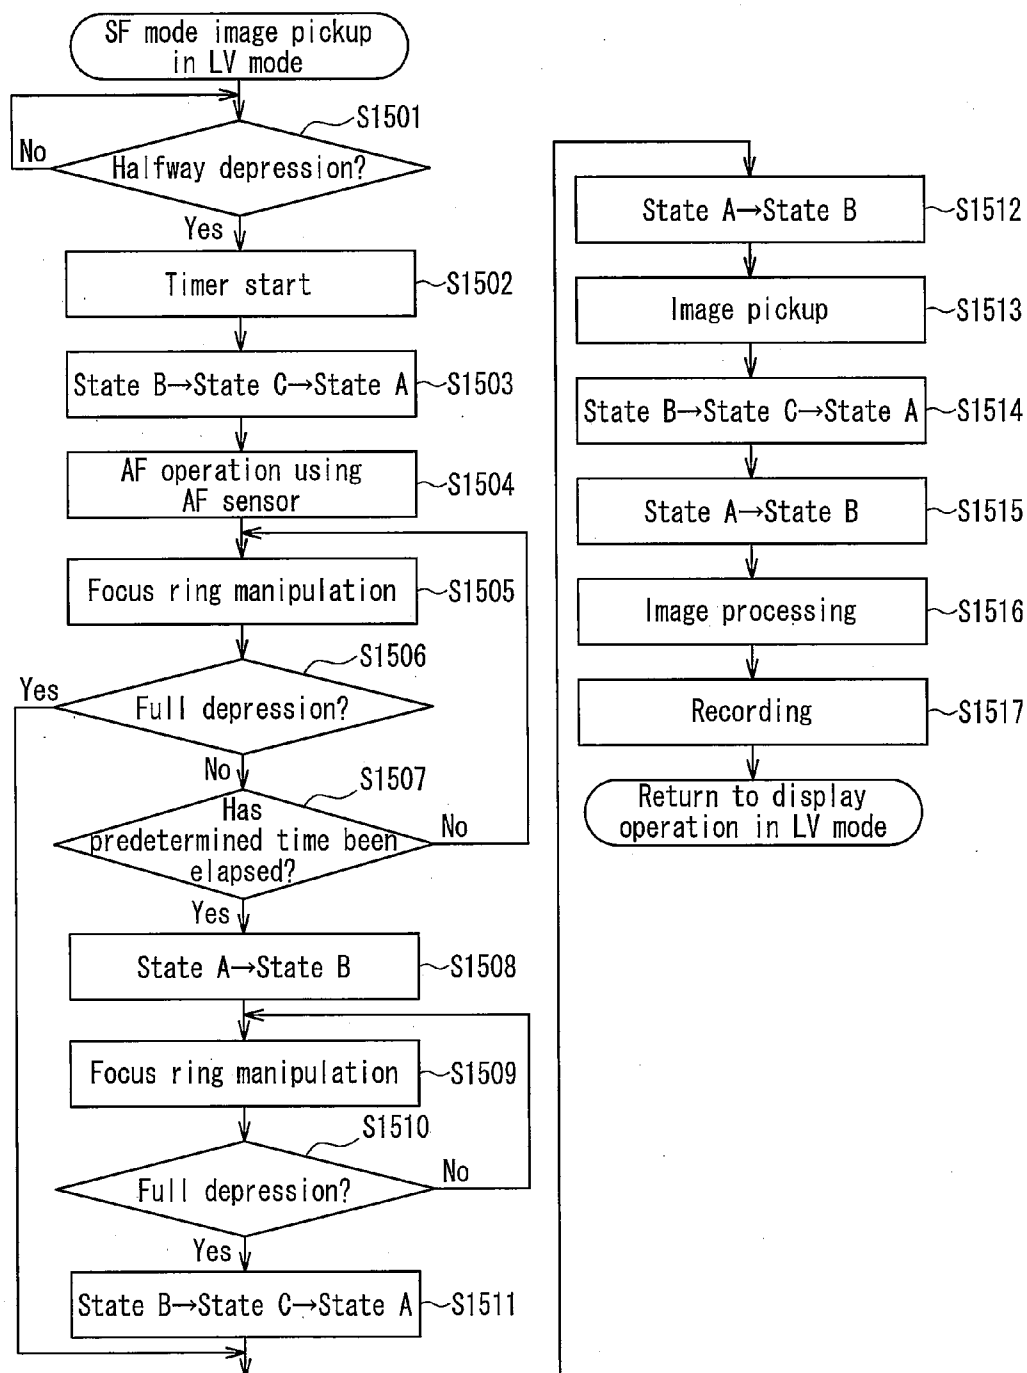 SF mode image pickup
in LV mode
S1501
No
Halfway depression?
Yes
Timer start
S1502
State B→State C→State A
S1503
AF operation using
AF sensor
S1504
Focus ring manipulation
S1505
S1506
Yes
Full depression?
No
S1507
Has
predetermined time been
elapsed?
No
Yes
State A→State B
S1508
Focus ring manipulation
S1509
S1510
Full depression?
No
Yes
State B→State C→State A
S1511
State A→State B
S1512
Image pickup
S1513
State B→State C→State A
S1514
State A→State B
S1515
Image processing
S1516
Recording
S1517
Return to display
operation in LV mode